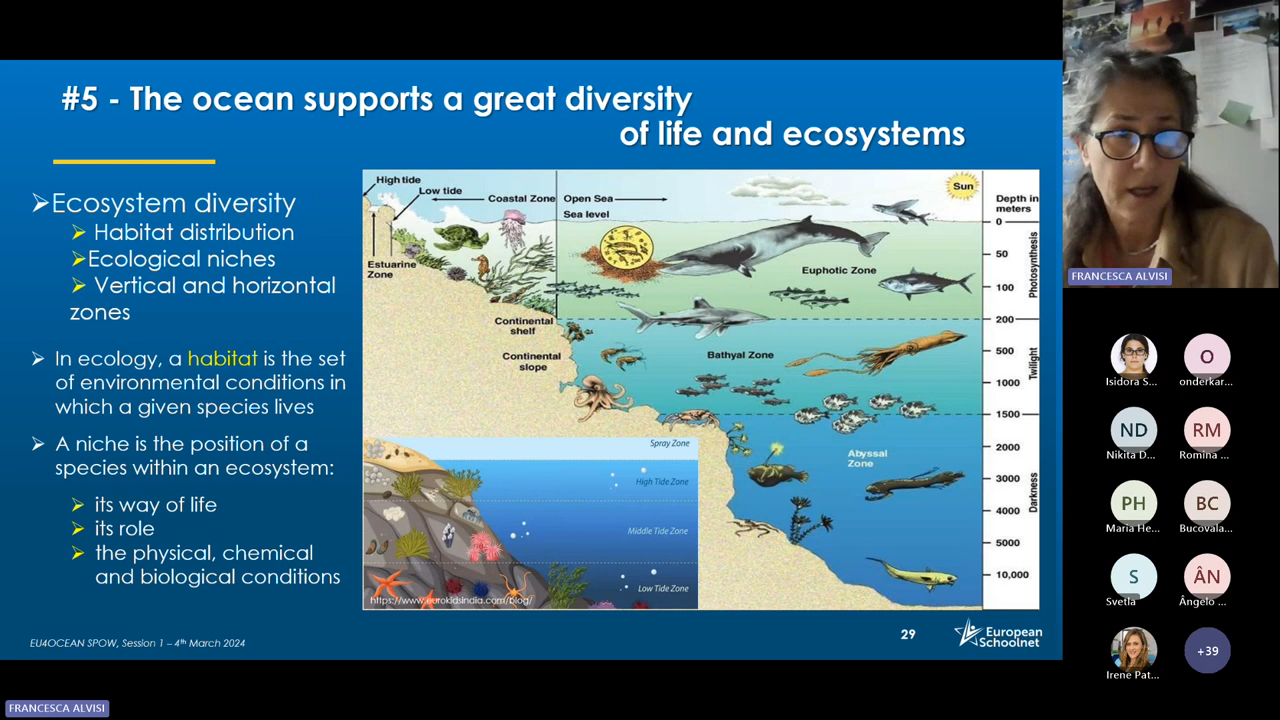 #5 - The ocean supports a great diversity
of life and ecosystems
➢Ecosystem diversity
➢ Habitat distribution
➢Ecological niches
➢ Vertical and horizontal
zones
➢ In ecology, a habitat is the set
of environmental conditions in
which a given species lives
➢ A niche is the position of a
species within an ecosystem:
➢ its way of life
➢ its role
➢ the physical, chemical
and biological conditions
High tide
Low tide
Coastal Zone
Open Sea
Sea level
Sun
Depth in
meters
0
50
100
200
500
1000
1500
2000
3000
4000
5000
10,000
Photosynthesis
Twilight
Darkness
Estuarine
Zone
Euphotic Zone
Continental
shelf
Continental
slope
Bathyal Zone
Abyssal
Zone
Spray Zone
High Tide Zone
Middle Tide Zone
Low Tide Zone
https://www.eurokidsindia.com/blog/
EU4OCEAN SPOW, Session 1 – 4th March 2024
29
European
Schoolnet
FRANCESCA ALVISI
Isidora S...
O
onderkar...
ND
Nikita D...
RM
Romina ...
PH
Maria He...
BC
Bucovala...
S
Svetla
ÂN
Ângelo ...
Irene Pat...
+39
FRANCESCA ALVISI